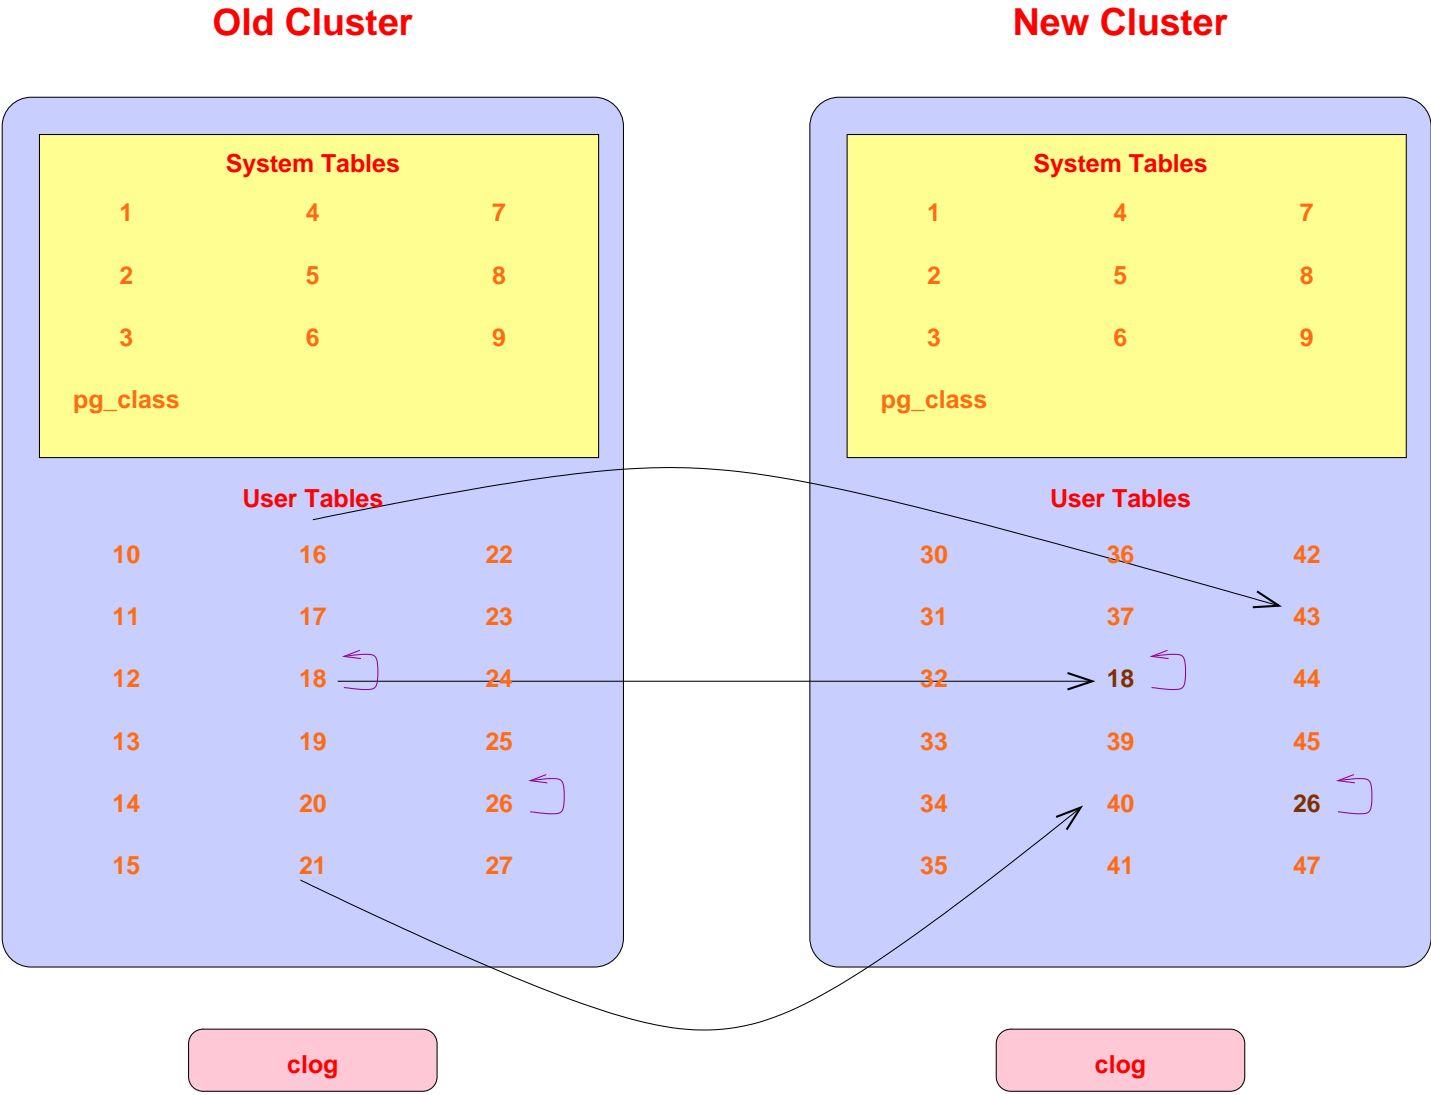 Old Cluster
System Tables
1 4 7
2 5 8
3 6 9
pg_class
User Tables
10 16 22
11 17 23
12 18 24
13 19 25
14 20 26
15 21 27
clog
New Cluster
System Tables
1 4 7
2 5 8
3 6 9
pg_class
User Tables
30 36 42
31 37 43
32 18 44
33 39 45
34 40 26
35 41 47
clog